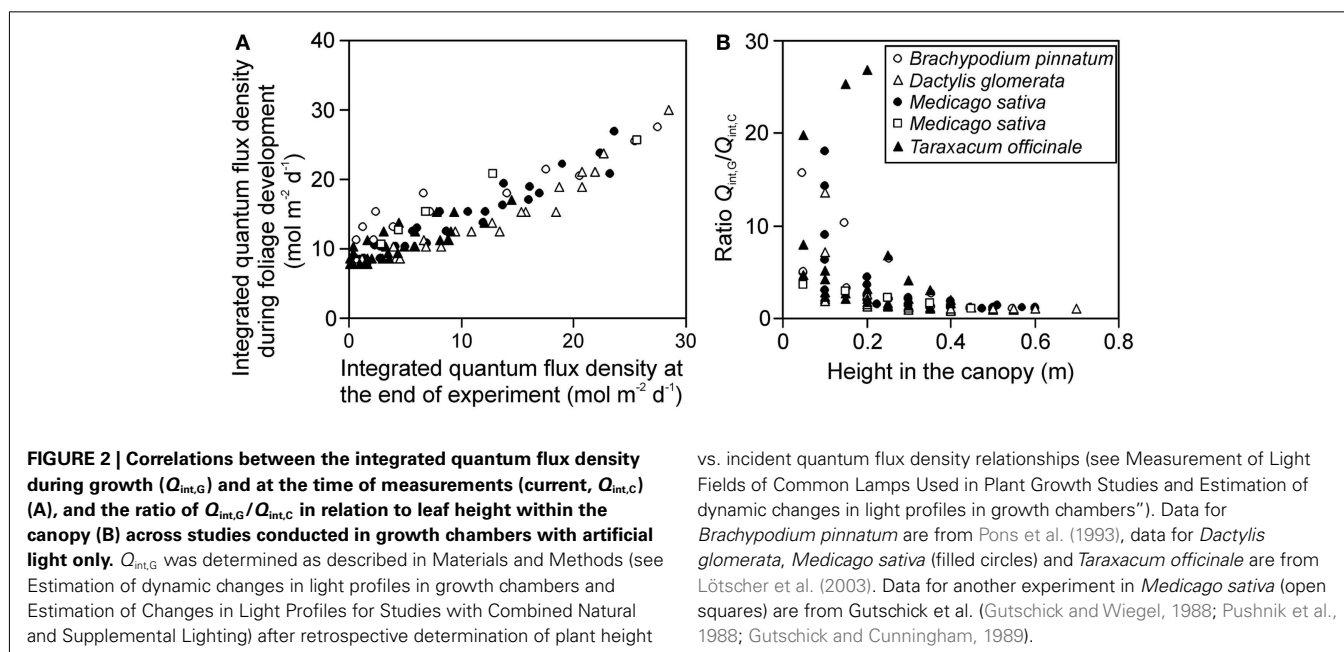 A
40
30
20
10
0
0
10
20
30
Integrated quantum flux density
during foliage development
(mol m⁻² d⁻¹)
Integrated quantum flux density at
the end of experiment (mol m⁻² d⁻¹)
B
30
20
10
0
0
0.2
0.4
0.6
0.8
Ratio Q_int,G/Q_int,C
Height in the canopy (m)
Brachypodium pinnatum
Dactylis glomerata
Medicago sativa
Medicago sativa
Taraxacum officinale
FIGURE 2 | Correlations between the integrated quantum flux density
during growth (Q_int,G) and at the time of measurements (current, Q_int,C)
(A), and the ratio of Q_int,G/Q_int,C in relation to leaf height within the
canopy (B) across studies conducted in growth chambers with artificial
light only. Q_int,G was determined as described in Materials and Methods (see
Estimation of dynamic changes in light profiles in growth chambers and
Estimation of Changes in Light Profiles for Studies with Combined Natural
and Supplemental Lighting) after retrospective determination of plant height
vs. incident quantum flux density relationships (see Measurement of Light
Fields of Common Lamps Used in Plant Growth Studies and Estimation of
dynamic changes in light profiles in growth chambers”). Data for
Brachypodium pinnatum are from Pons et al. (1993), data for Dactylis
glomerata, Medicago sativa (filled circles) and Taraxacum officinale are from
Lötscher et al. (2003). Data for another experiment in Medicago sativa (open
squares) are from Gutschick et al. (Gutschick and Wiegel, 1988; Pushnik et al.,
1988; Gutschick and Cunningham, 1989).